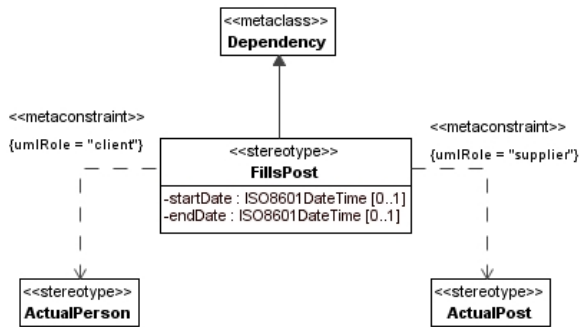 <<metaclass>>
Dependency
<<metaconstraint>>
{umlRole = "client"}
<<metaconstraint>>
{umlRole = "supplier"}
<<stereotype>>
FillsPost
-startDate : ISO8601DateTime [0..1]
-endDate : ISO8601DateTime [0..1]
<<stereotype>>
ActualPerson
<<stereotype>>
ActualPost